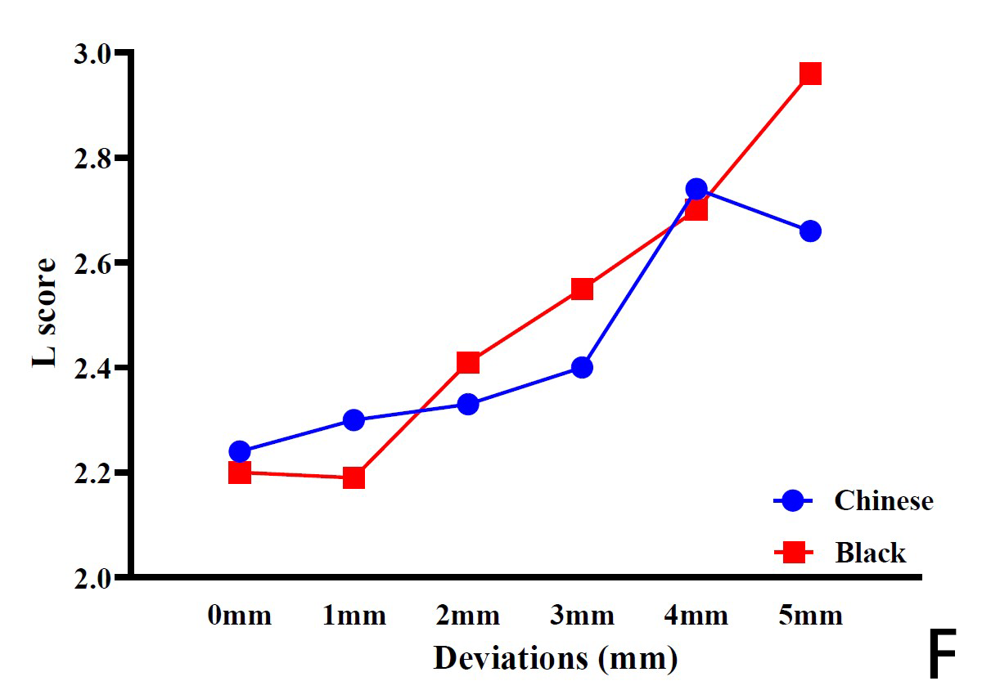 3.0
2.8
2.6
2.4
2.2
2.0
L score
0mm 1mm 2mm 3mm 4mm 5mm
Deviations (mm)
Chinese
Black
F